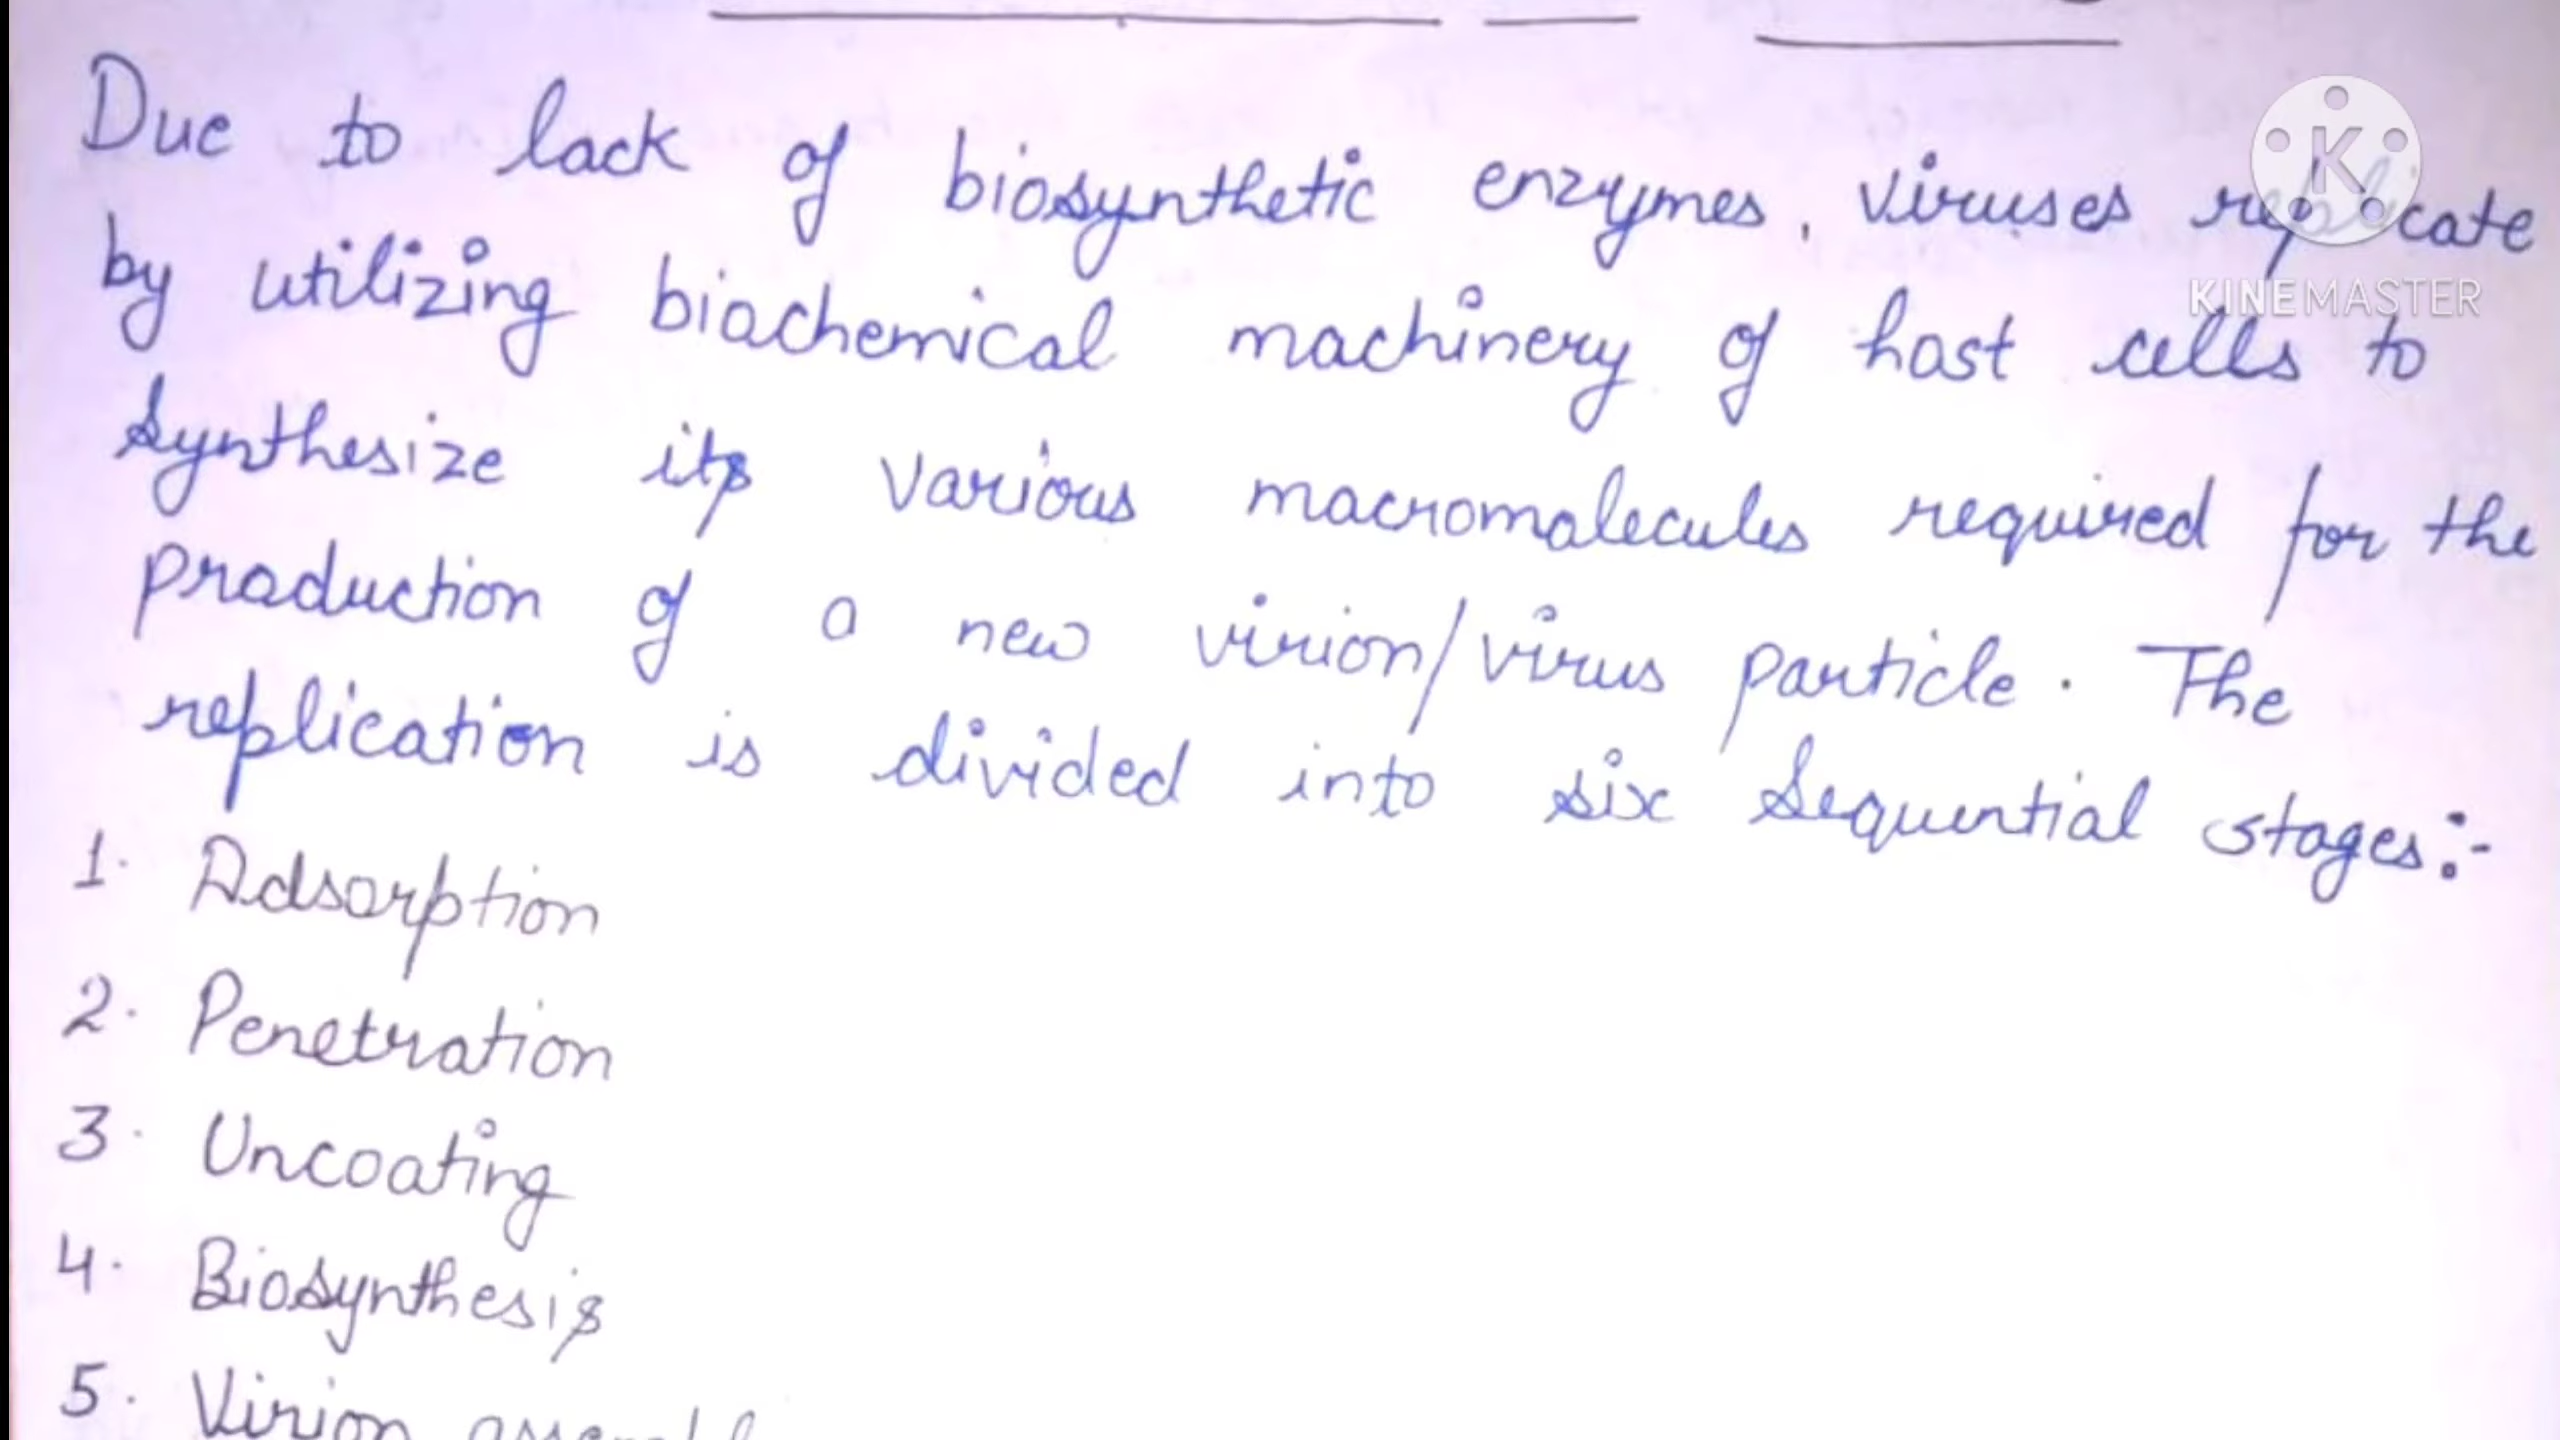 Due to lack of biosynthetic enzymes, viruses replicate
by utilizing biochemical machinery of host cells to
synthesize its various macromolecules required for the
production of a new virion/virus particle. The
replication is divided into six sequential stages:-
1. Adsorption
2. Penetration
3. Uncoating
4. Biosynthesis
5. Virion
K
KINEMASTER